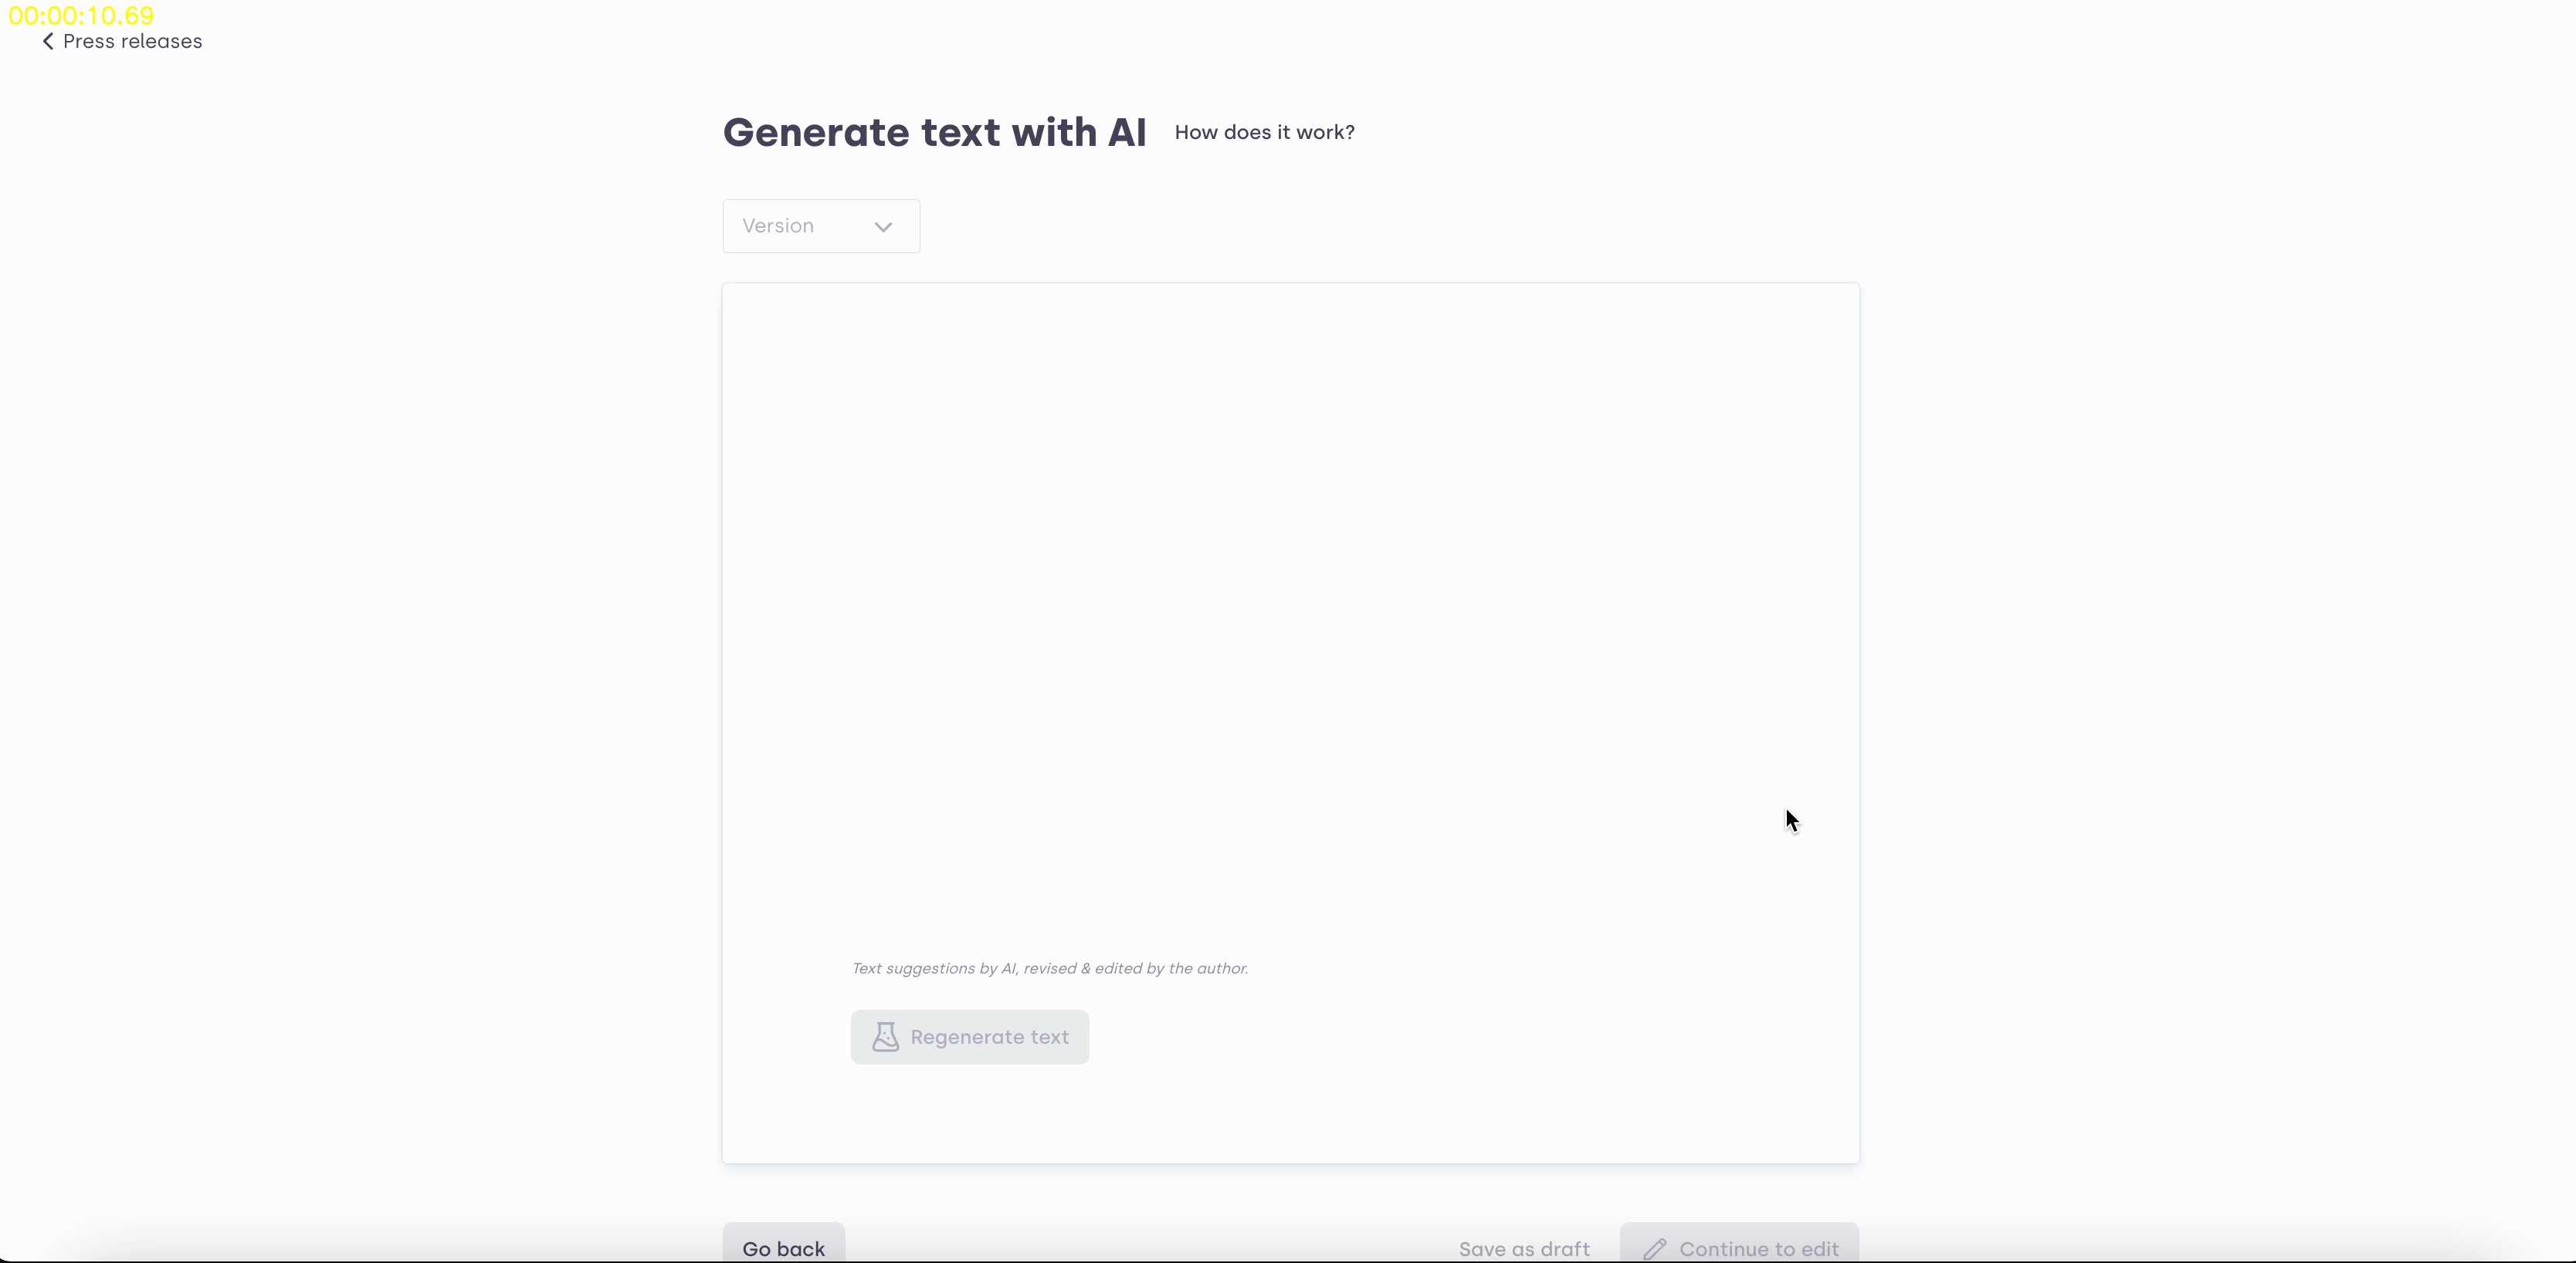 00:00:10.69
Press releases
Generate text with AI How does it work?
Version
Text suggestions by AI, revised & edited by the author.
Regenerate text
Go back Save as draft Continue to edit